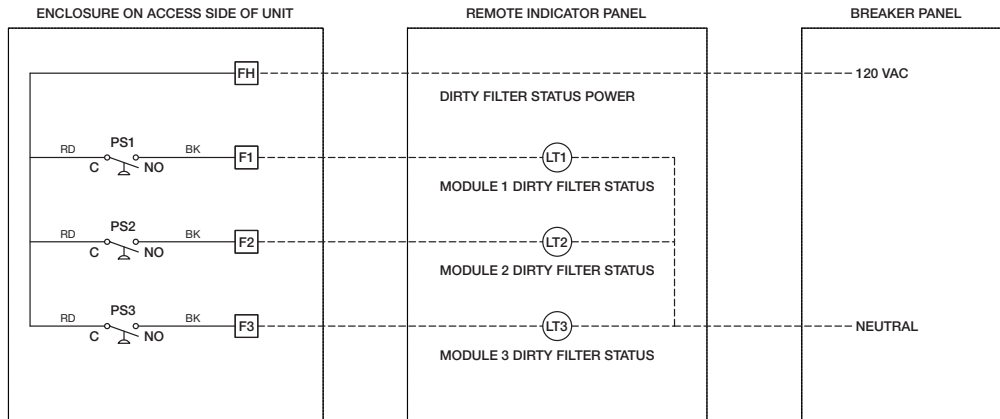 ENCLOSURE ON ACCESS SIDE OF UNIT
REMOTE INDICATOR PANEL
BREAKER PANEL
FH
120 VAC
DIRTY FILTER STATUS POWER
RD
PS1
C
NO
BK
F1
LT1
MODULE 1 DIRTY FILTER STATUS
RD
PS2
C
NO
BK
F2
LT2
MODULE 2 DIRTY FILTER STATUS
RD
PS3
C
NO
BK
F3
LT3
NEUTRAL
MODULE 3 DIRTY FILTER STATUS